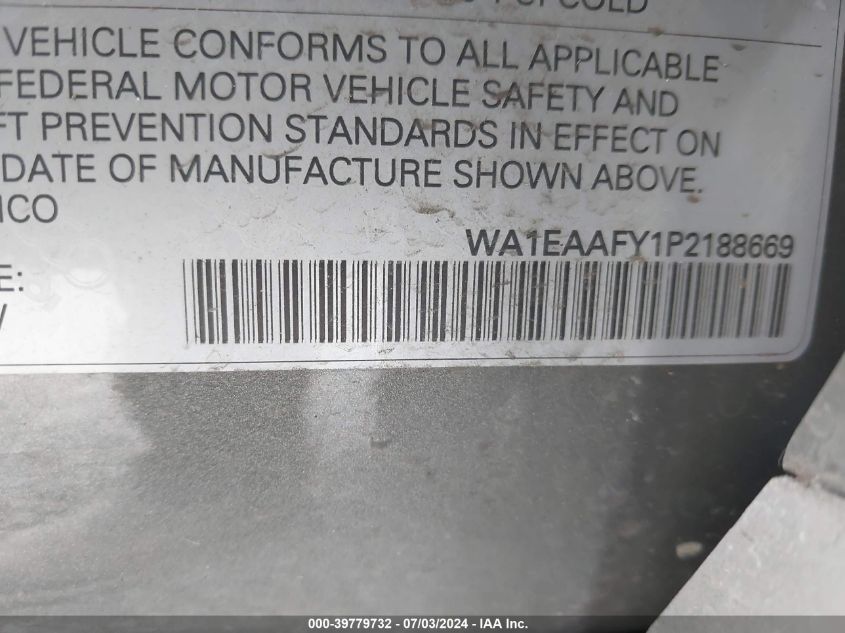 COLD
VEHICLE CONFORMS TO ALL APPLICABLE
FEDERAL MOTOR VEHICLE SAFETY AND
FT PREVENTION STANDARDS IN EFFECT ON
DATE OF MANUFACTURE SHOWN ABOVE.
ICO
WA1EAAFY1P2188669
E:
000-39779732 - 07/03/2024 - IAA Inc.